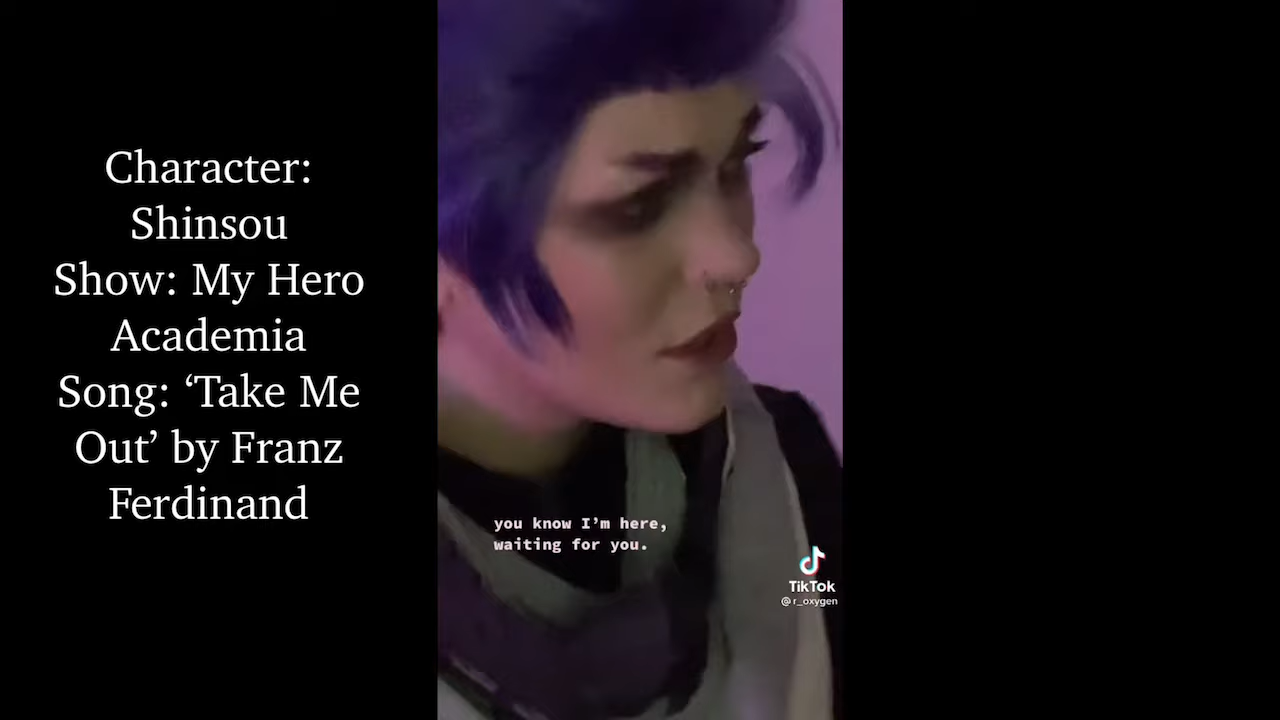 Character:
Shinsou
Show: My Hero
Academia
Song: ‘Take Me
Out’ by Franz
Ferdinand
you know I’m here,
waiting for you.
TikTok
@r_oxygen